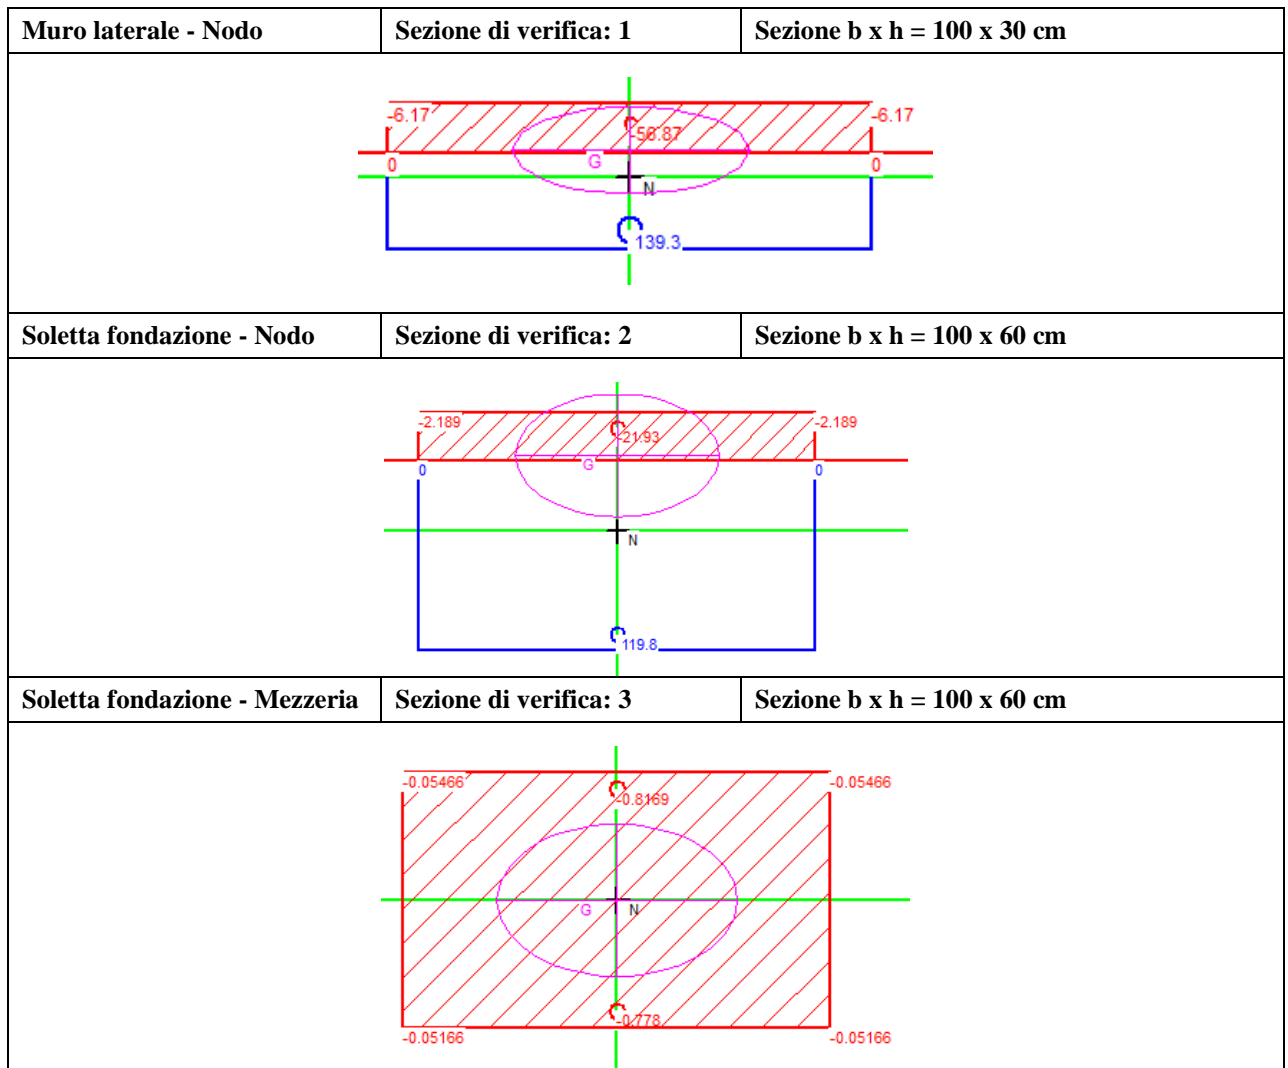 Muro laterale - Nodo Sezione di verifica: 1 Sezione b x h = 100 x 30 cm
-6.17 -6.17
-56.87
G
0 0
N
139.3
Soletta fondazione - Nodo Sezione di verifica: 2 Sezione b x h = 100 x 60 cm
-2.189 -2.189
-21.93
G
0 0
N
119.8
Soletta fondazione - Mezzeria Sezione di verifica: 3 Sezione b x h = 100 x 60 cm
-0.05466 -0.05466
-0.8169
G N
-0.778
-0.05166 -0.05166